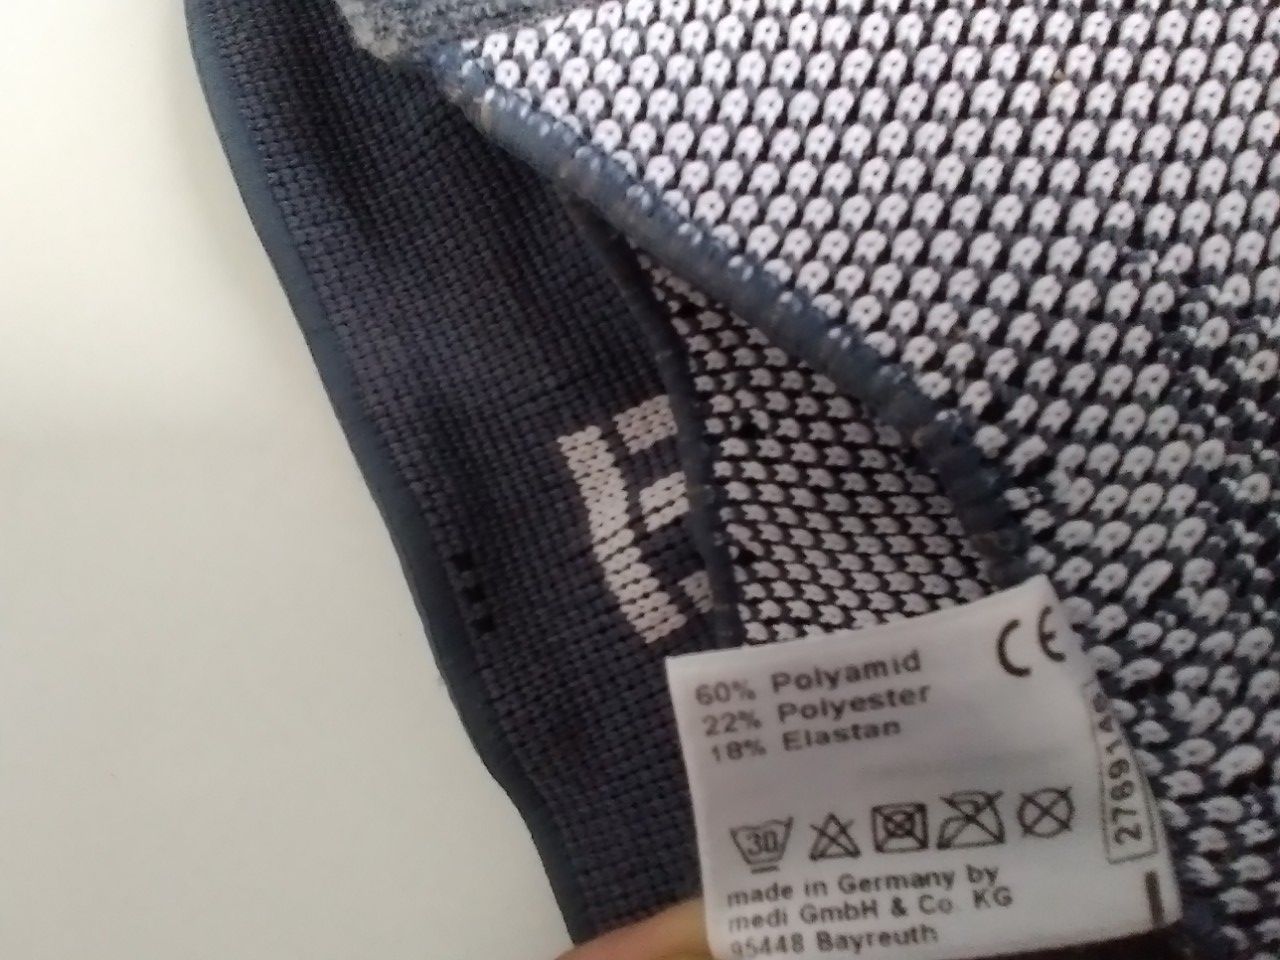 CE
60% Polyamid
22% Polyester
18% Elastan
30
made in Germany by
medi GmbH & Co. KG
95448 Bayreuth